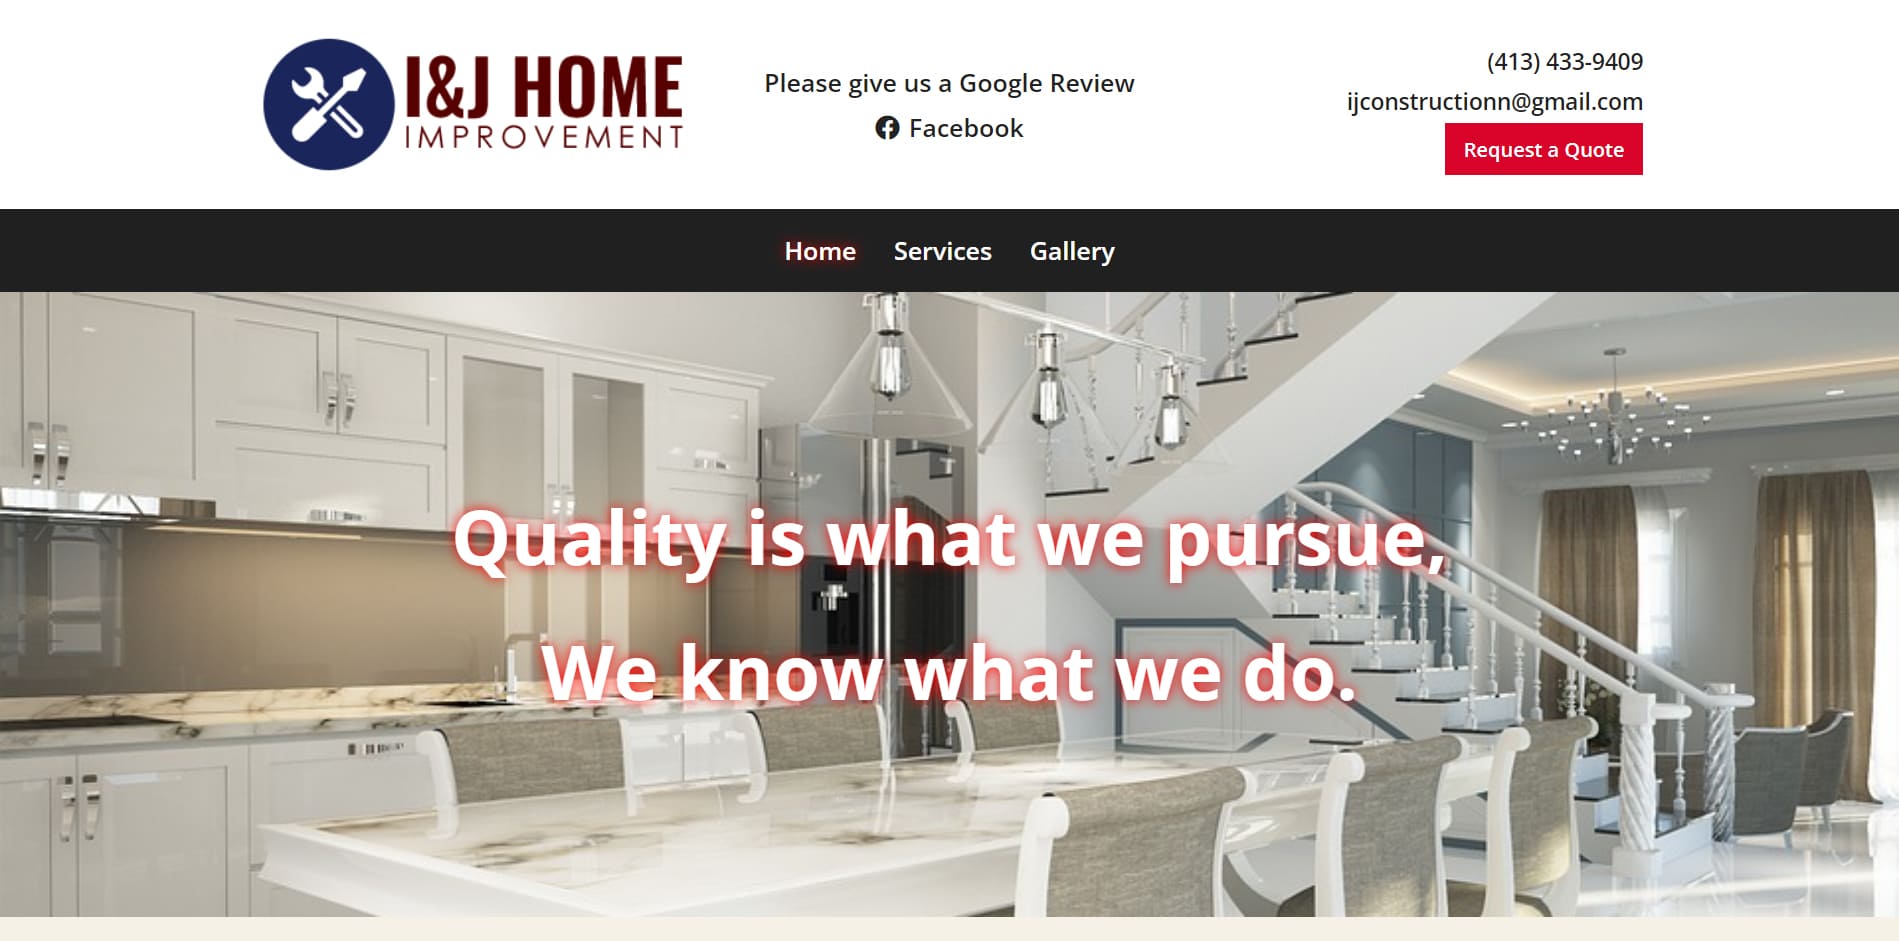 I&J HOME
IMPROVEMENT
Please give us a Google Review
Facebook
(413) 433-9409
ijconstructionn@gmail.com
Request a Quote
Home Services Gallery
Quality is what we pursue,
We know what we do.